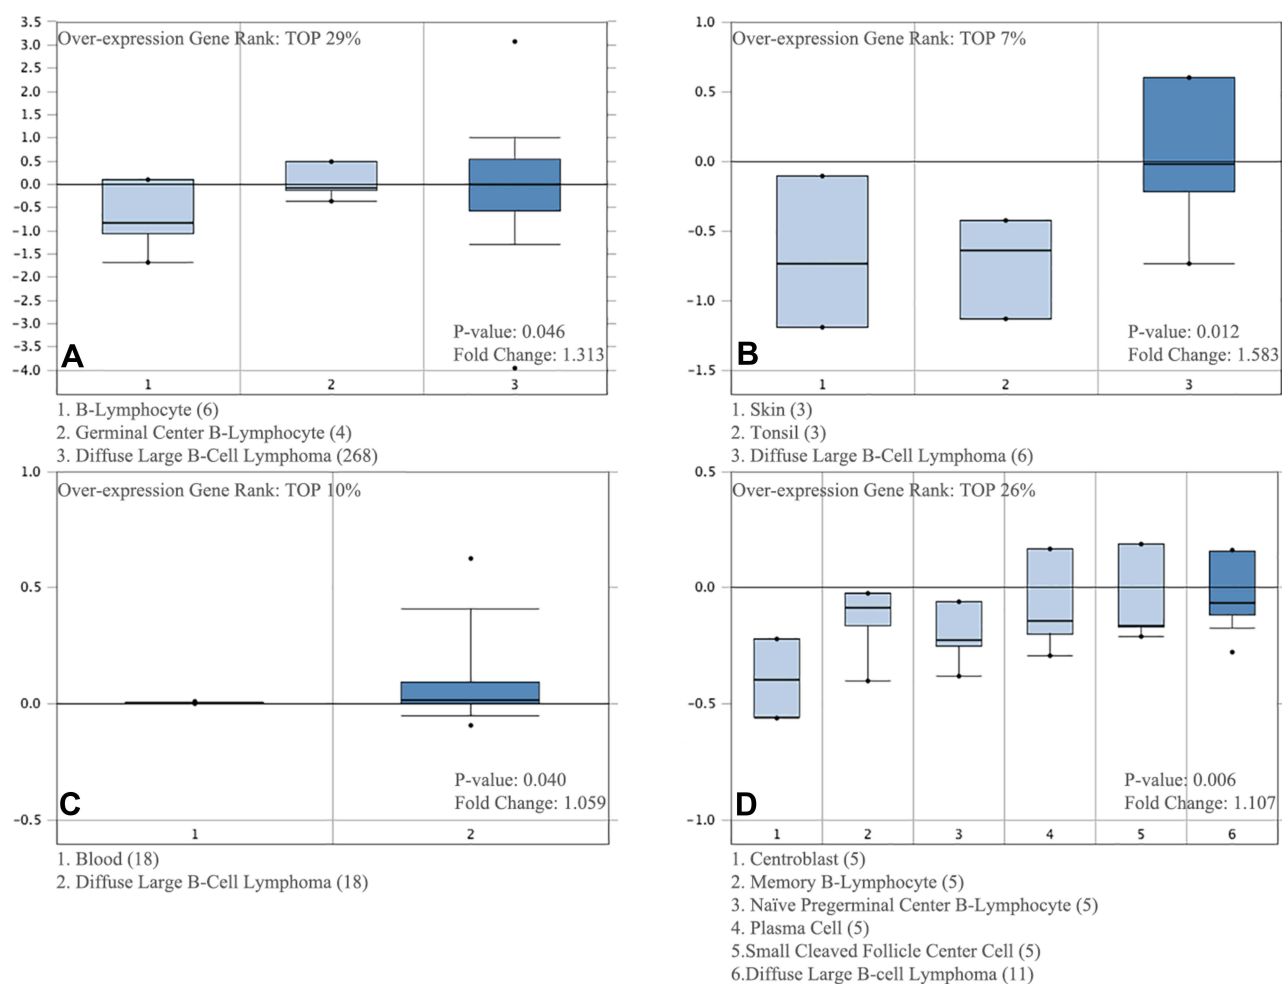 Over-expression Gene Rank: TOP 29%
3.5
3.0
2.5
2.0
1.5
1.0
0.5
0.0
−0.5
−1.0
−1.5
−2.0
−2.5
−3.0
−3.5
−4.0
P-value: 0.046
Fold Change: 1.313
A
1 2 3
1. B-Lymphocyte (6)
2. Germinal Center B-Lymphocyte (4)
3. Diffuse Large B-Cell Lymphoma (268)
Over-expression Gene Rank: TOP 7%
1.0
0.5
0.0
−0.5
−1.0
−1.5
P-value: 0.012
Fold Change: 1.583
B
1 2 3
1. Skin (3)
2. Tonsil (3)
3. Diffuse Large B-Cell Lymphoma (6)
Over-expression Gene Rank: TOP 10%
1.0
0.5
0.0
−0.5
P-value: 0.040
Fold Change: 1.059
C
1 2
1. Blood (18)
2. Diffuse Large B-Cell Lymphoma (18)
Over-expression Gene Rank: TOP 26%
0.5
0.0
−0.5
−1.0
P-value: 0.006
Fold Change: 1.107
D
1 2 3 4 5 6
1. Centroblast (5)
2. Memory B-Lymphocyte (5)
3. Naïve Pregerminal Center B-Lymphocyte (5)
4. Plasma Cell (5)
5.Small Cleaved Follicle Center Cell (5)
6.Diffuse Large B-cell Lymphoma (11)